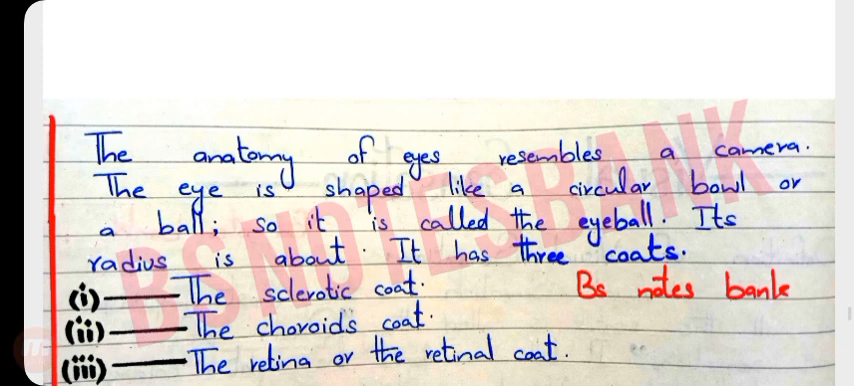 The anatomy of eyes resembles a camera.
The eye is shaped like a circular bowl or
a ball; so it is called the eyeball. Its
radius is about. It has three coats.
(i) — The sclerotic coat.
Bs notes bank
(ii) — The choroids coat.
(iii) — The retina or the retinal coat.
BSNOTESBANK